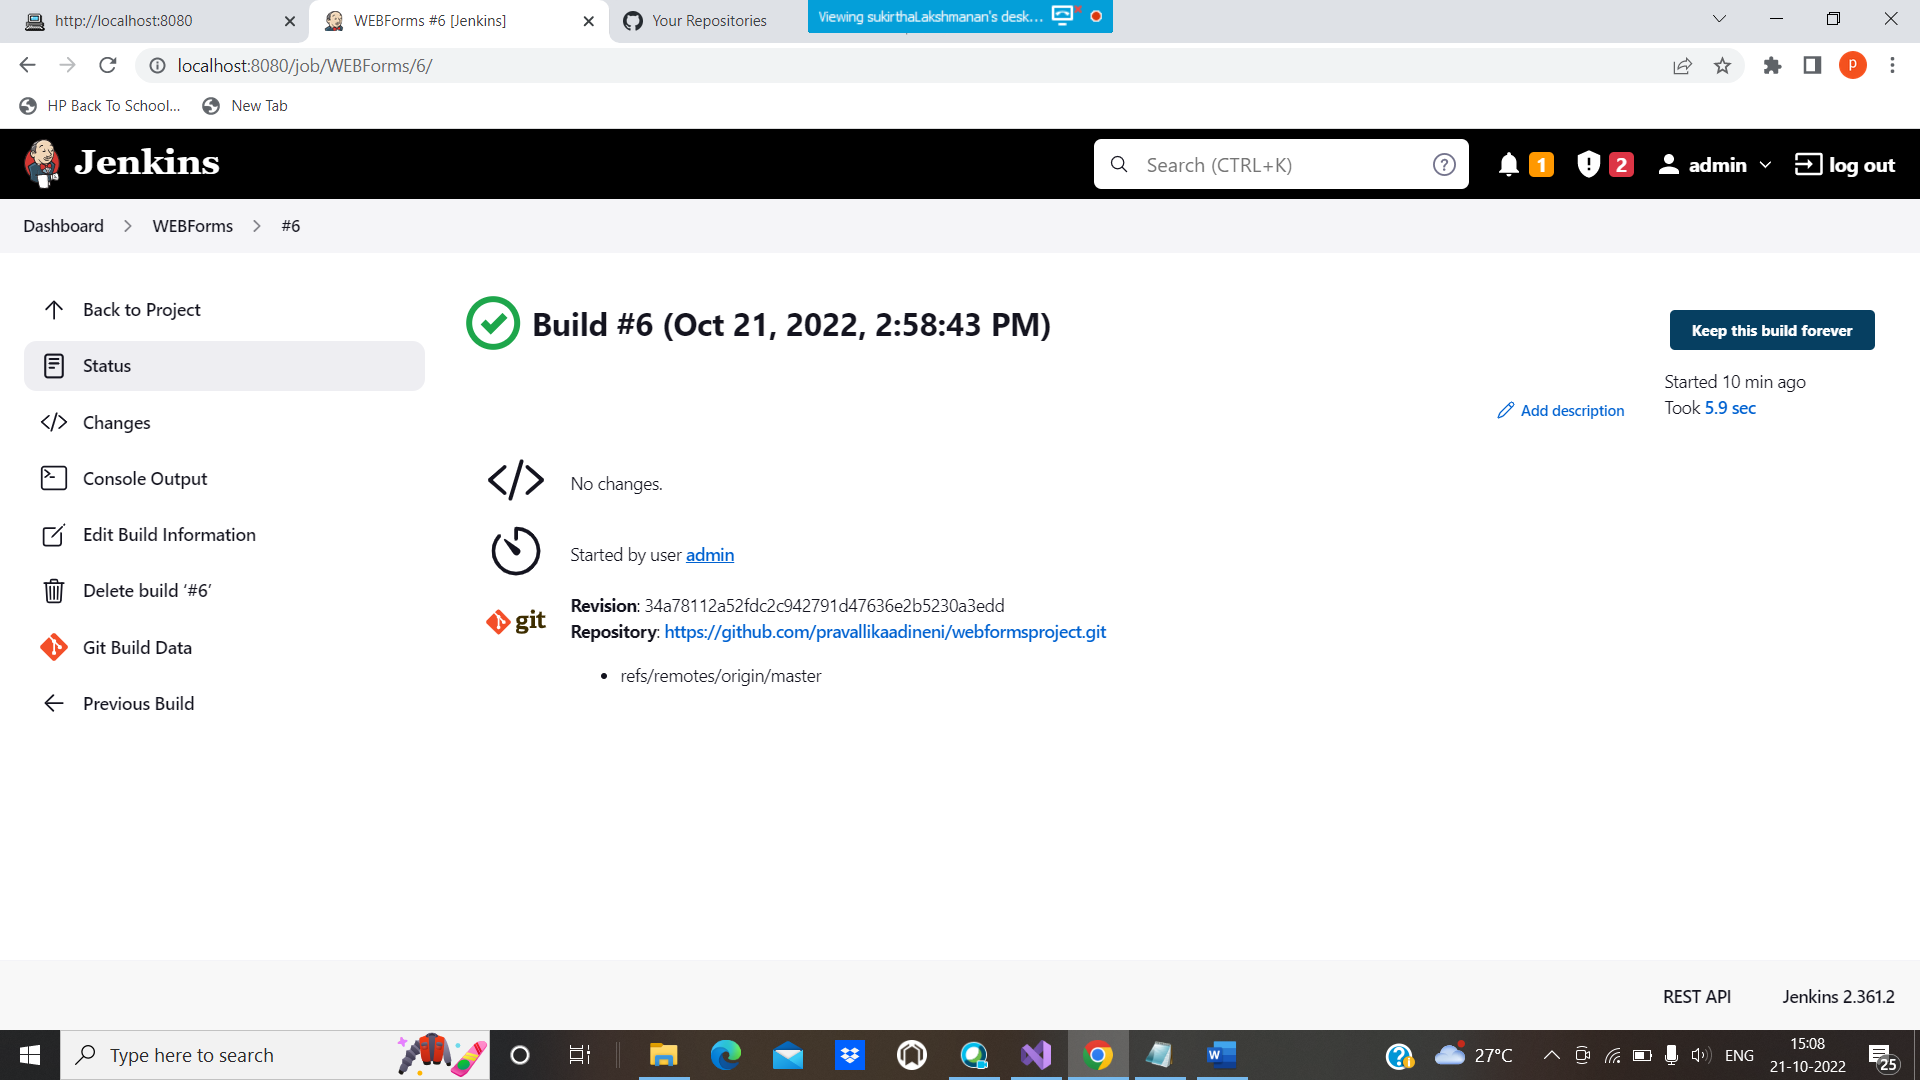 http://localhost:8080
WEBForms #6 [Jenkins]
Your Repositories
Viewing sukirthaLakshmanan's desk...
localhost:8080/job/WEBForms/6/
P
HP Back To School...
New Tab
Jenkins
Search (CTRL+K)
1
2
admin
log out
Dashboard
WEBForms
#6
Back to Project
Status
Changes
Console Output
Edit Build Information
Delete build ‘#6’
Git Build Data
Previous Build
Build #6 (Oct 21, 2022, 2:58:43 PM)
Keep this build forever
Started 10 min ago
Took 5.9 sec
Add description
No changes.
Started by user admin
git
Revision: 34a78112a52fdc2c942791d47636e2b5230a3edd
Repository: https://github.com/pravallikaadineni/webformsproject.git
refs/remotes/origin/master
REST API
Jenkins 2.361.2
Type here to search
27°C
ENG
15:08
21-10-2022
25